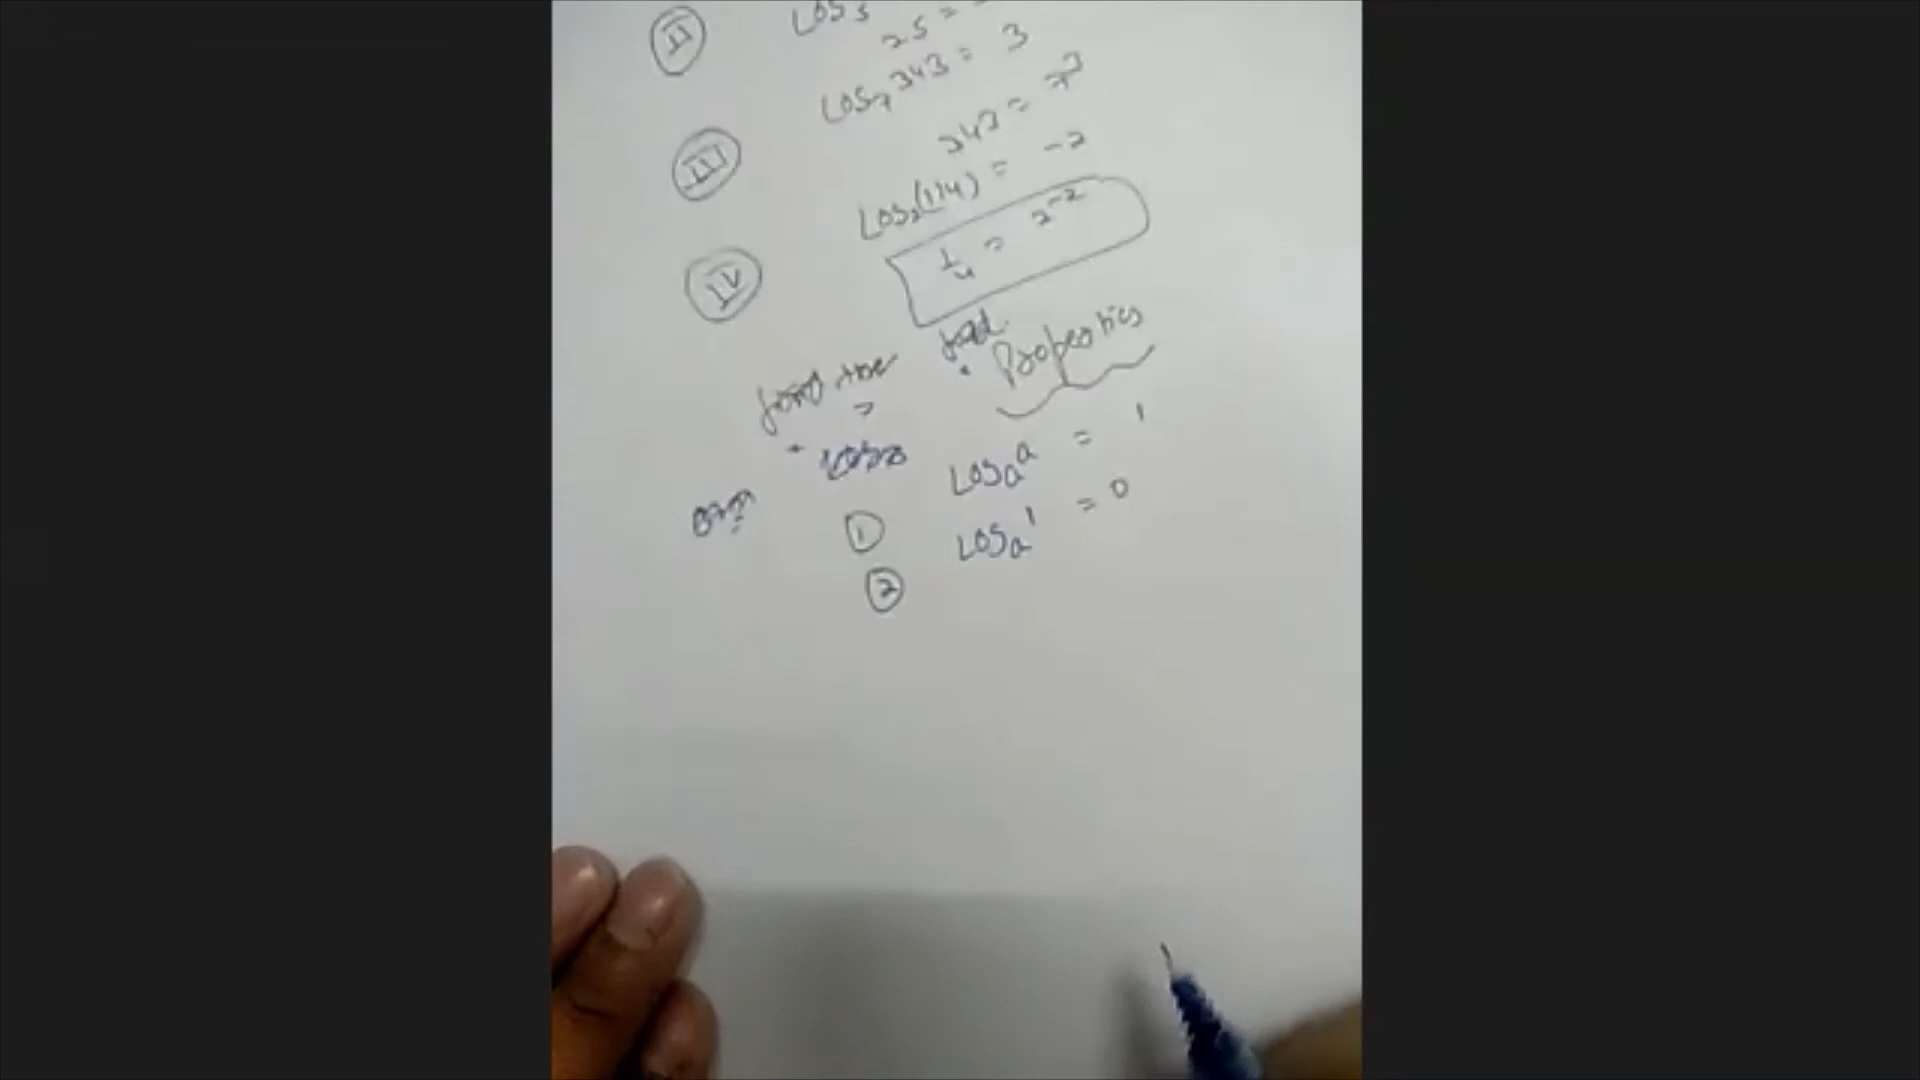 II Log₅
25 =
Log₇ 343 = 3
III 343 = 7³
Log₂(1/4) = -2
IV 1/4 = 2⁻²
Properties
1 Logₐ a = 1
2 Logₐ 1 = 0